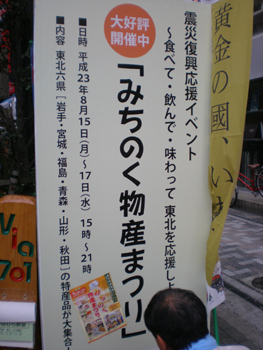 黄金の國、い
震災復興応援イベント
〜食べて・飲んで・味わって 東北を応援しよ
大好評
開催中
「みちのく物産まつり」
■日時 平成23年8月15日(月)〜17日(水) 15時〜21時
■内容 東北六県[岩手・宮城・福島・青森・山形・秋田]の特産品が大集合!